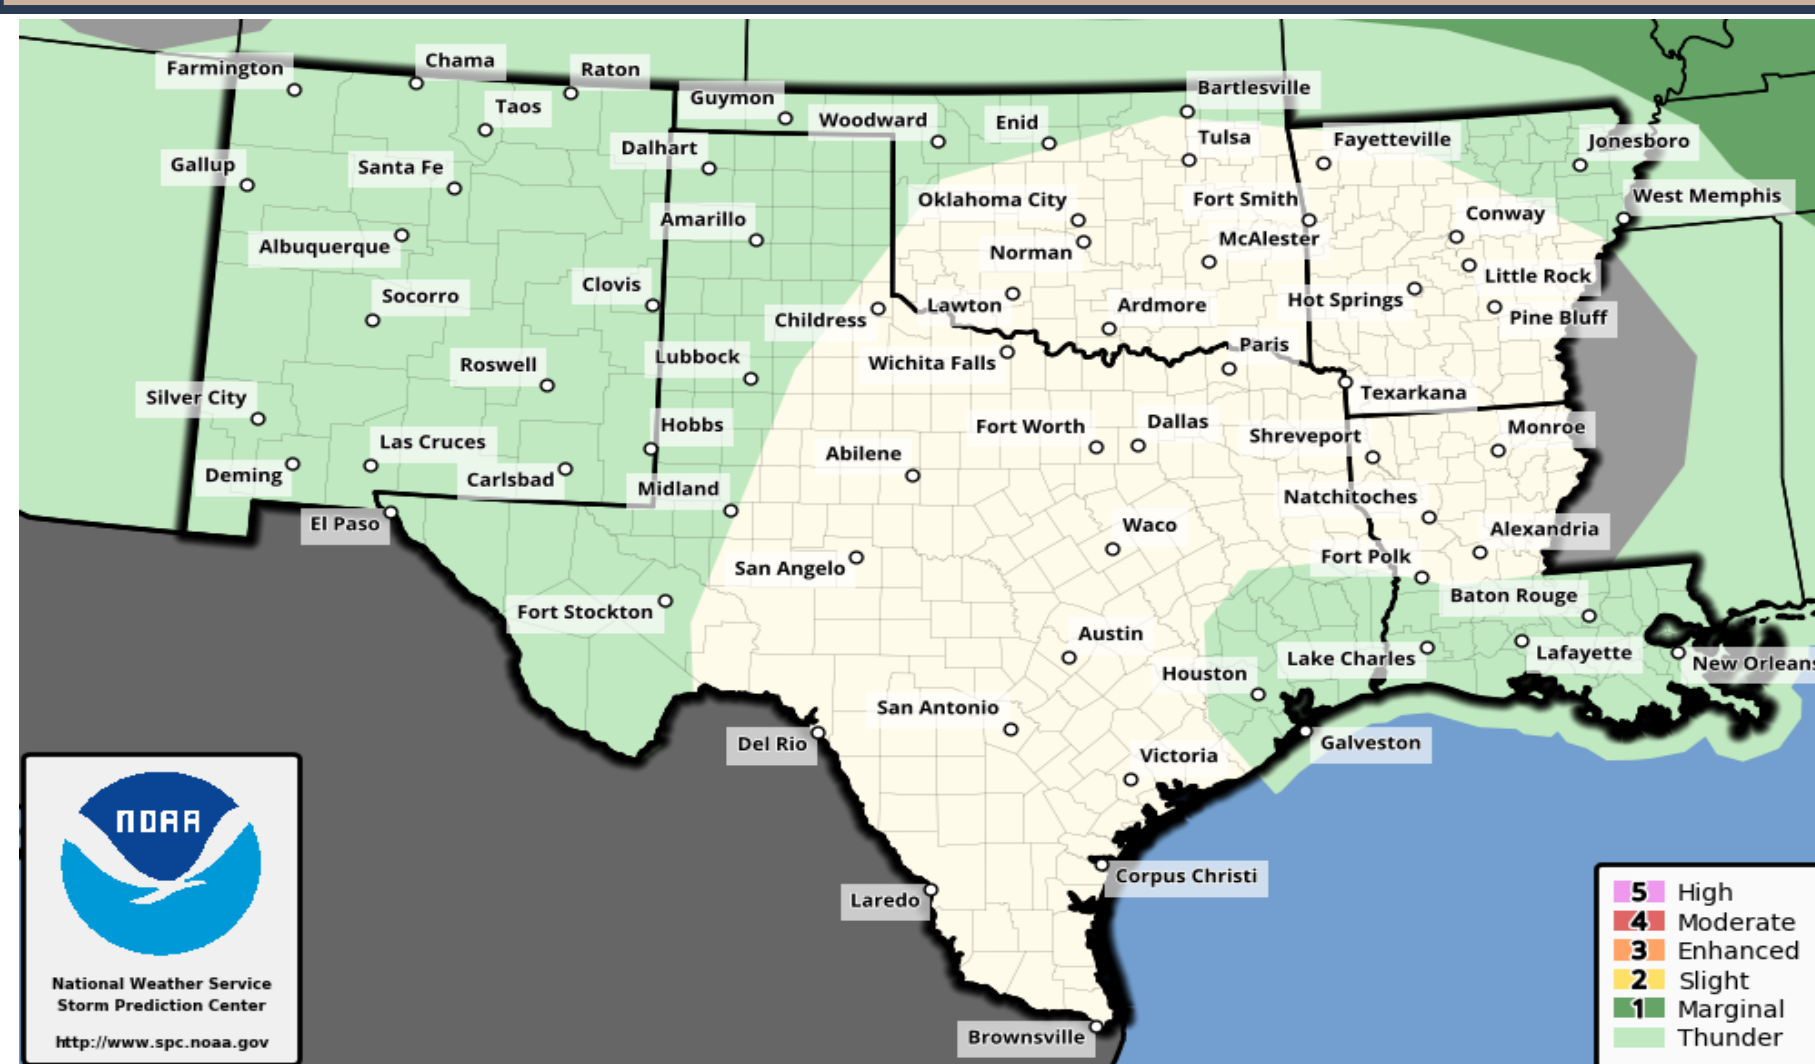 Farmington
Chama
Raton
Taos
Guymon
Woodward
Enid
Bartlesville
Tulsa
Fayetteville
Jonesboro
Gallup
Santa Fe
Dalhart
West Memphis
Albuquerque
Amarillo
Oklahoma City
Norman
Fort Smith
McAlester
Conway
Little Rock
Socorro
Clovis
Childress
Lawton
Ardmore
Hot Springs
Pine Bluff
Roswell
Lubbock
Wichita Falls
Paris
Texarkana
Silver City
Hobbs
Fort Worth
Dallas
Shreveport
Monroe
Las Cruces
Abilene
Deming
Carlsbad
Midland
Natchitoches
El Paso
Waco
Alexandria
San Angelo
Fort Polk
Fort Stockton
Baton Rouge
Austin
Lake Charles
Lafayette
New Orleans
Houston
San Antonio
Del Rio
Victoria
Galveston
Corpus Christi
Laredo
Brownsville
NOAA
National Weather Service
Storm Prediction Center
http://www.spc.noaa.gov
5 High
4 Moderate
3 Enhanced
2 Slight
1 Marginal
Thunder